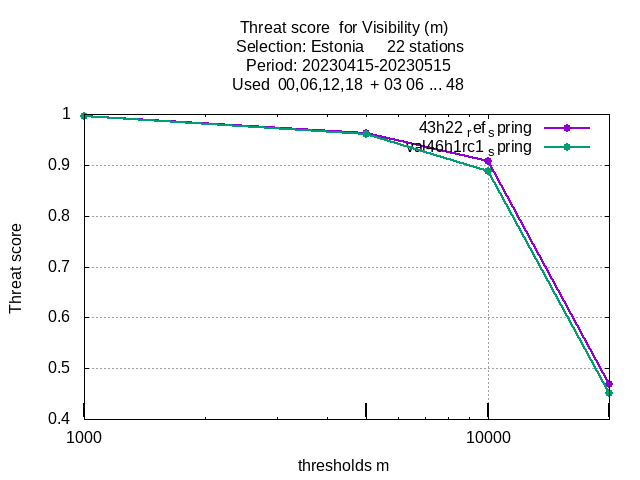 Threat score  for Visibility (m)
Selection: Estonia     22 stations
Period: 20230415-20230515
Used  00,06,12,18  + 03 06 ... 48
1
43h22 ref spring
val46h1rc1 spring
0.9
0.8
0.7
Threat score
0.6
0.5
0.4
1000
10000
thresholds m